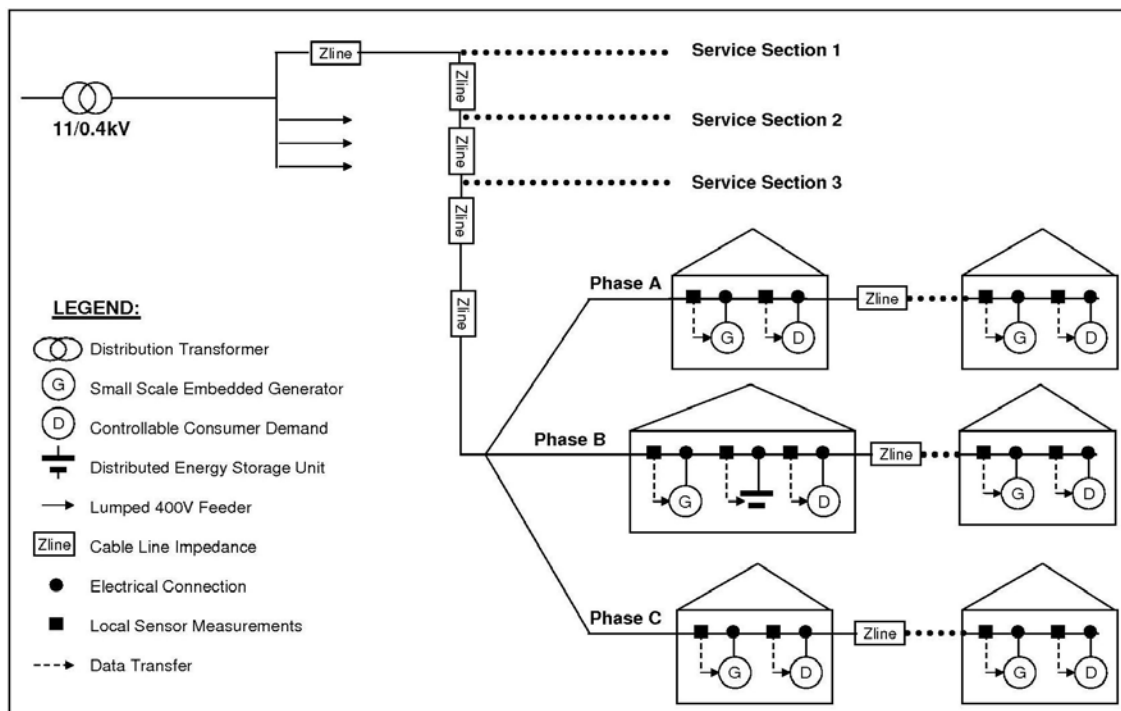 Zline
Service Section 1
Zline
11/0.4kV
Service Section 2
Zline
Service Section 3
Zline
Zline
LEGEND:
Distribution Transformer
G Small Scale Embedded Generator
D Controllable Consumer Demand
Distributed Energy Storage Unit
Lumped 400V Feeder
Zline Cable Line Impedance
Electrical Connection
Local Sensor Measurements
Data Transfer
Phase A
G D
Zline
G D
Phase B
G D
Zline
G D
Phase C
G D
Zline
G D